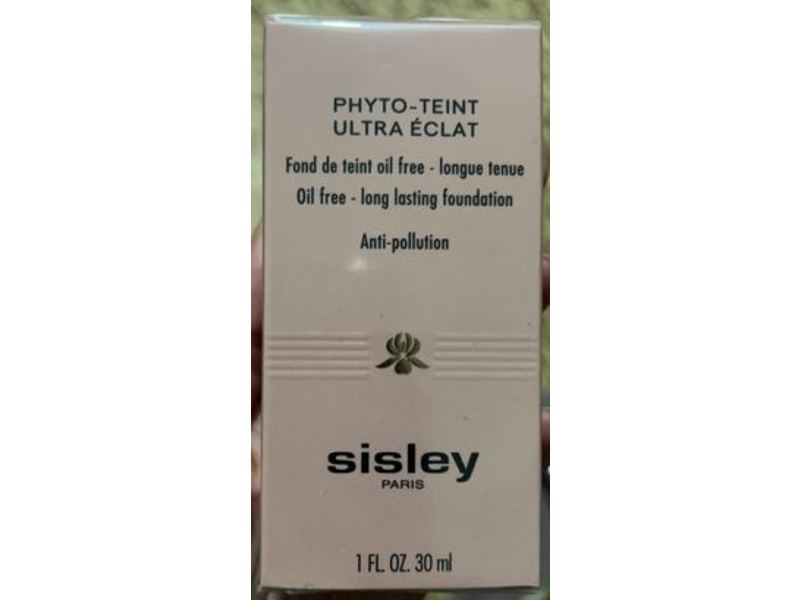 PHYTO-TEINT
ULTRA ÉCLAT
Fond de teint oil free - longue tenue
Oil free - long lasting foundation
Anti-pollution
sisley
PARIS
1 FL. OZ. 30 ml